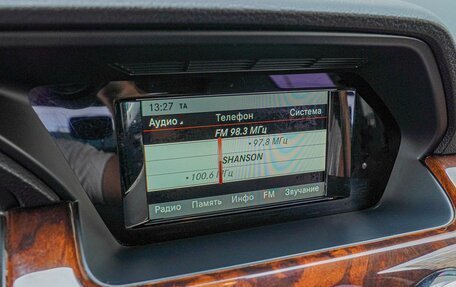 13:27 TA
Аудио Телефон Система
FM 98.3 МГц
• 97.8 МГц
SHANSON
• 100.6 МГц
Радио Память Инфо FM Звучание